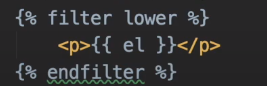 {% filter lower %}
<p>{{ el }}</p>
{% endfilter %}